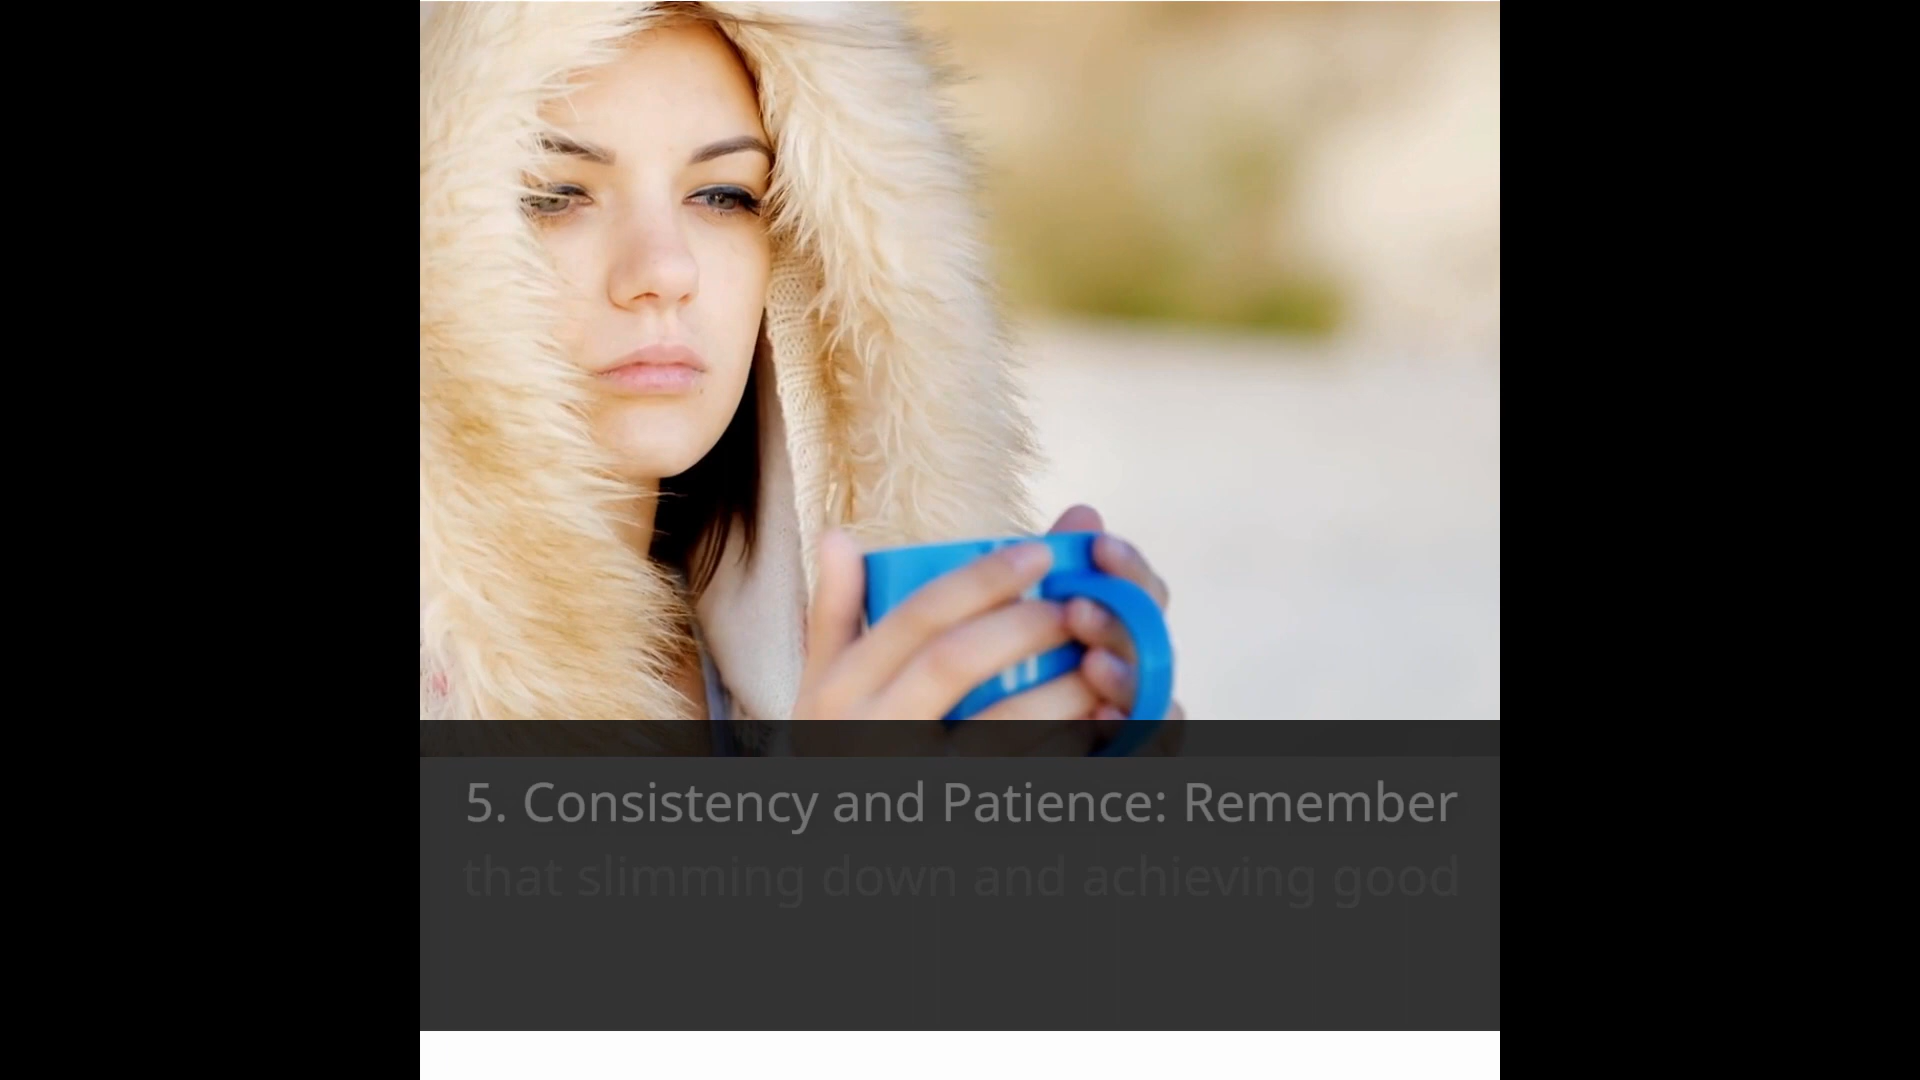 5. Consistency and Patience: Remember
that slimming down and achieving good